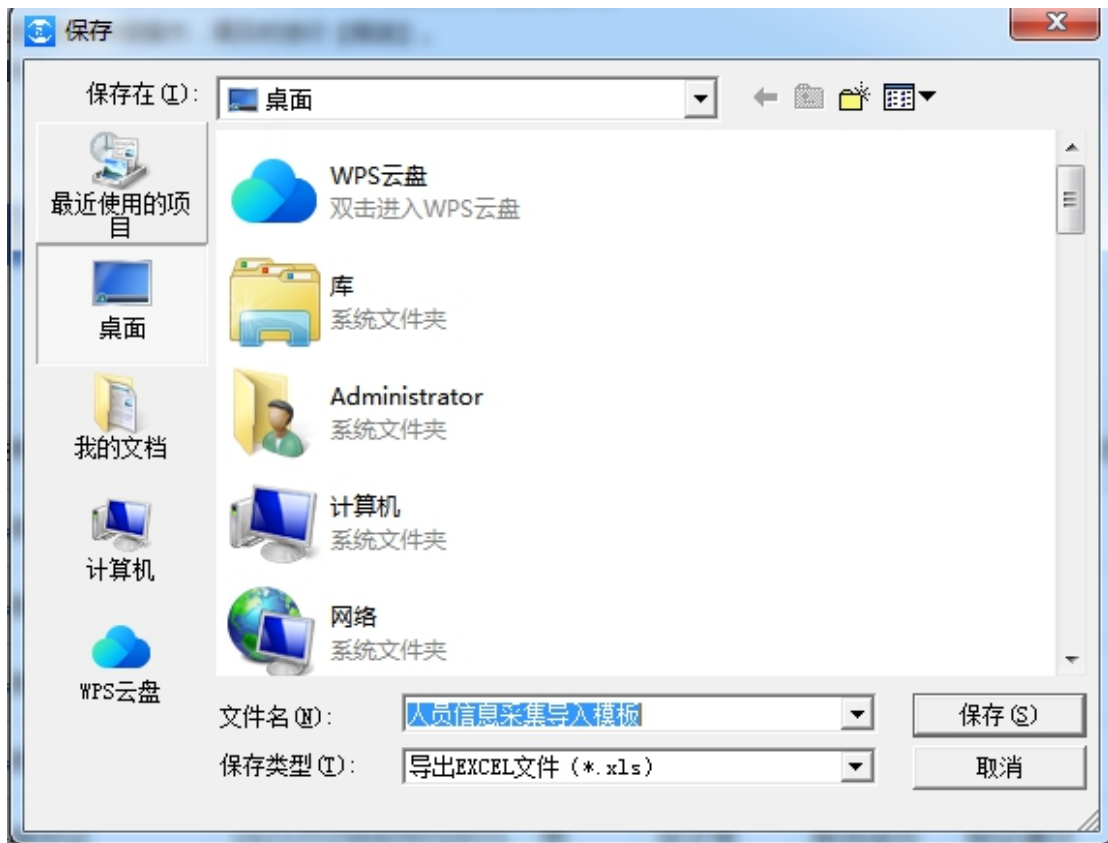 保存
保存在(I):
桌面
最近使用的项
目
桌面
我的文档
计算机
WPS云盘
WPS云盘
双击进入WPS云盘
库
系统文件夹
Administrator
系统文件夹
计算机
系统文件夹
网络
系统文件夹
文件名(N):
人员信息采集导入模板
保存(S)
保存类型(T):
导出EXCEL文件 (*.xls)
取消